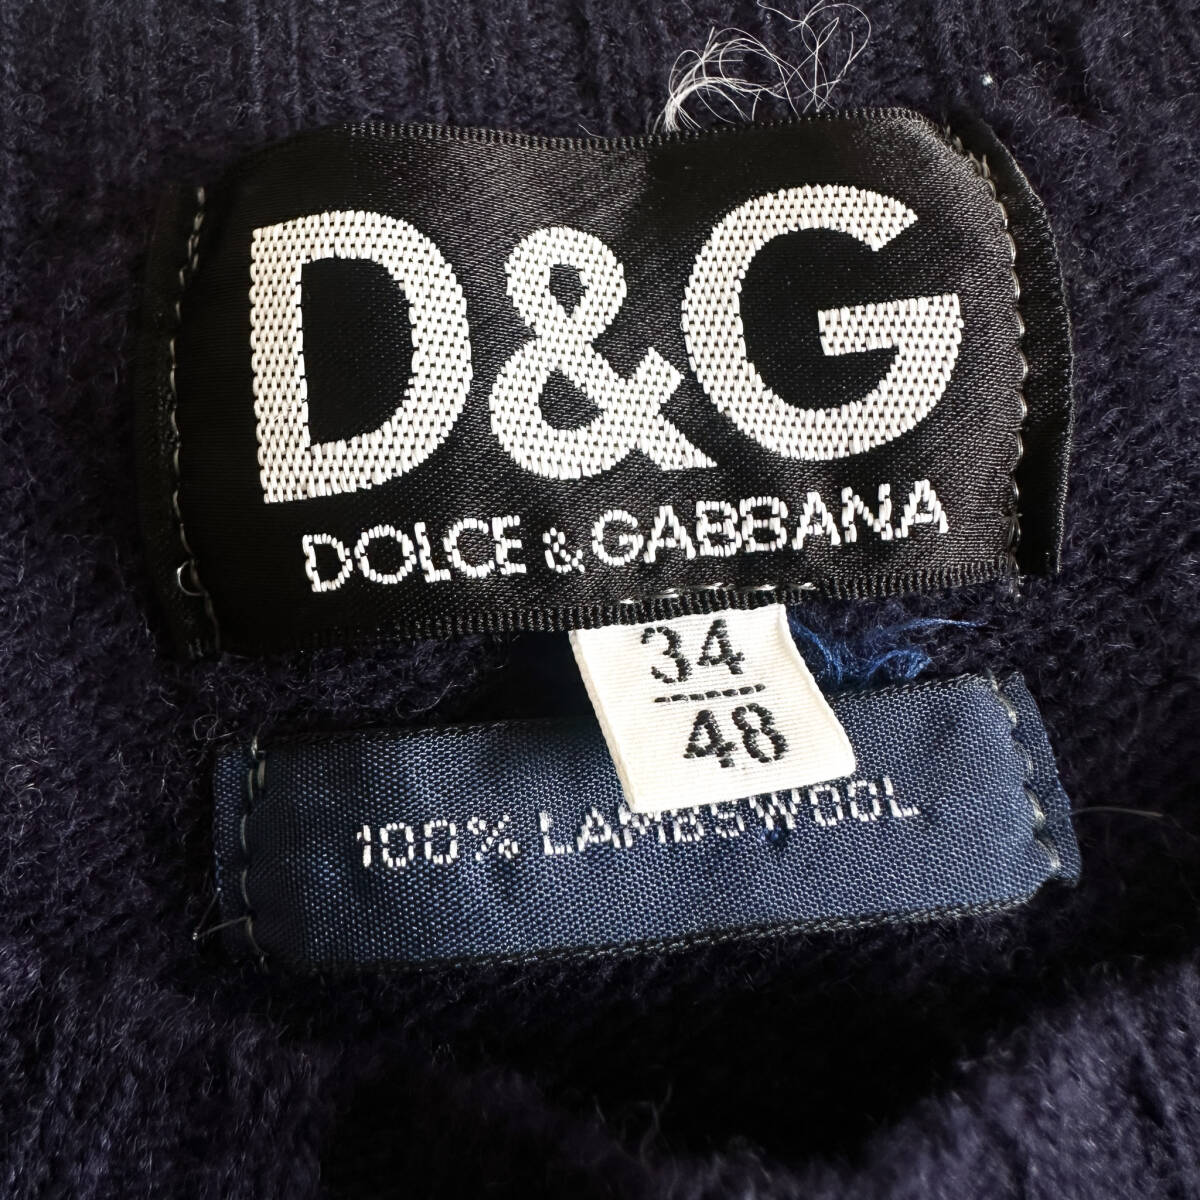 D&G
DOLCE & GABBANA
34
48
100% LAMBSWOOL